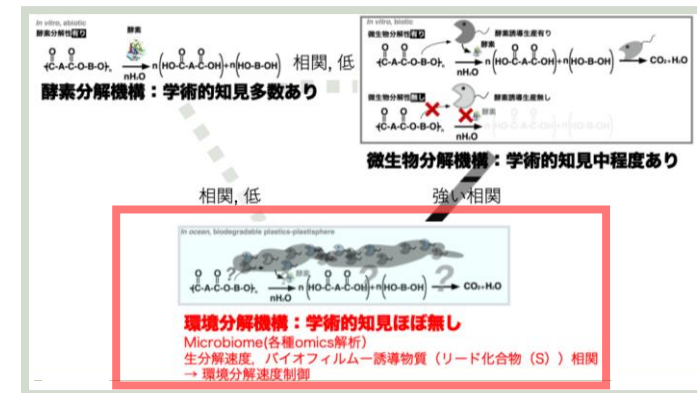 In vitro, abiotic
酵素分解性有り
酵素
nH₂O
酵素分解機構：学術的知見多数あり
相関, 低
In vitro, biotic
微生物分解性有り
酵素誘導生産有り
酵素
nH₂O
CO₂+H₂O
微生物分解性無し
酵素誘導生産無し
酵素
nH₂O
微生物分解機構：学術的知見中程度あり
相関, 低
強い相関
In ocean, biodegradable plastics-plastisphere
酵素
nH₂O
CO₂+H₂O
環境分解機構：学術的知見ほぼ無し
Microbiome(各種omics解析)
生分解速度，バイオフィルムー誘導物質（リード化合物（S））相関
→ 環境分解速度制御